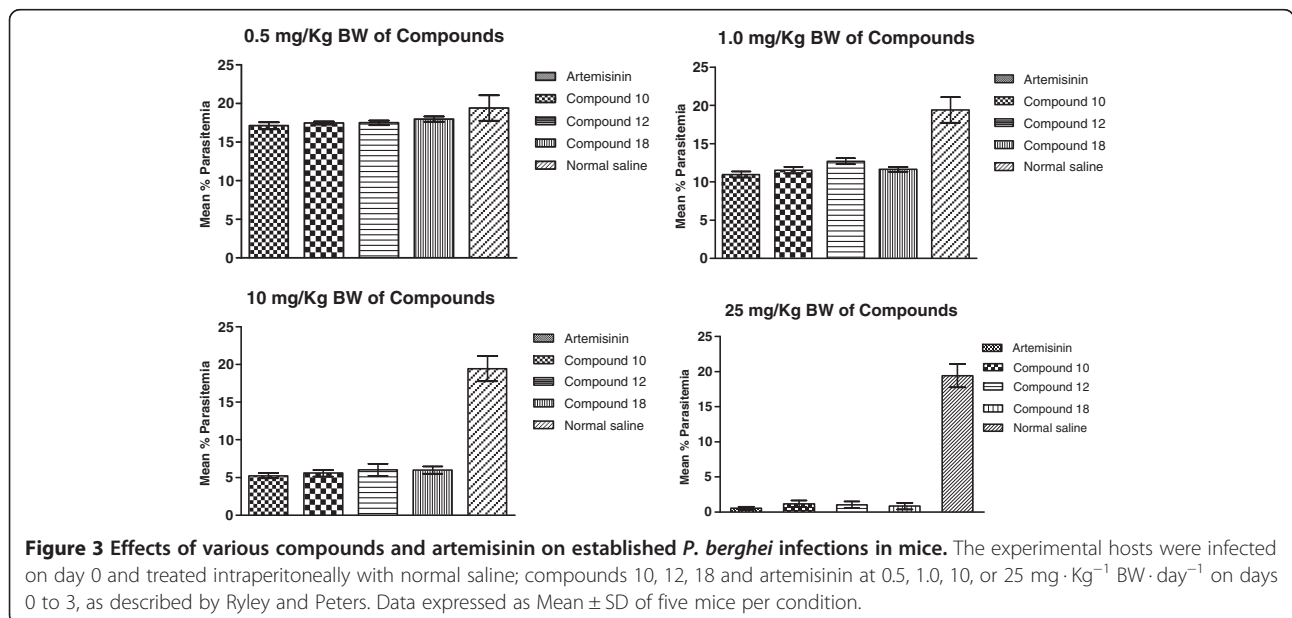 0.5 mg/Kg BW of Compounds
Mean % Parasitemia
25
20
15
10
5
0
Artemisinin
Compound 10
Compound 12
Compound 18
Normal saline
1.0 mg/Kg BW of Compounds
Mean % Parasitemia
25
20
15
10
5
0
Artemisinin
Compound 10
Compound 12
Compound 18
Normal saline
10 mg/Kg BW of Compounds
Mean % Parasitemia
25
20
15
10
5
0
Artemisinin
Compound 10
Compound 12
Compound 18
Normal saline
25 mg/Kg BW of Compounds
Mean % Parasitemia
25
20
15
10
5
0
Artemisinin
Compound 10
Compound 12
Compound 18
Normal saline
Figure 3 Effects of various compounds and artemisinin on established P. berghei infections in mice. The experimental hosts were infected
on day 0 and treated intraperitoneally with normal saline; compounds 10, 12, 18 and artemisinin at 0.5, 1.0, 10, or 25 mg · Kg⁻¹ BW · day⁻¹ on days
0 to 3, as described by Ryley and Peters. Data expressed as Mean ± SD of five mice per condition.